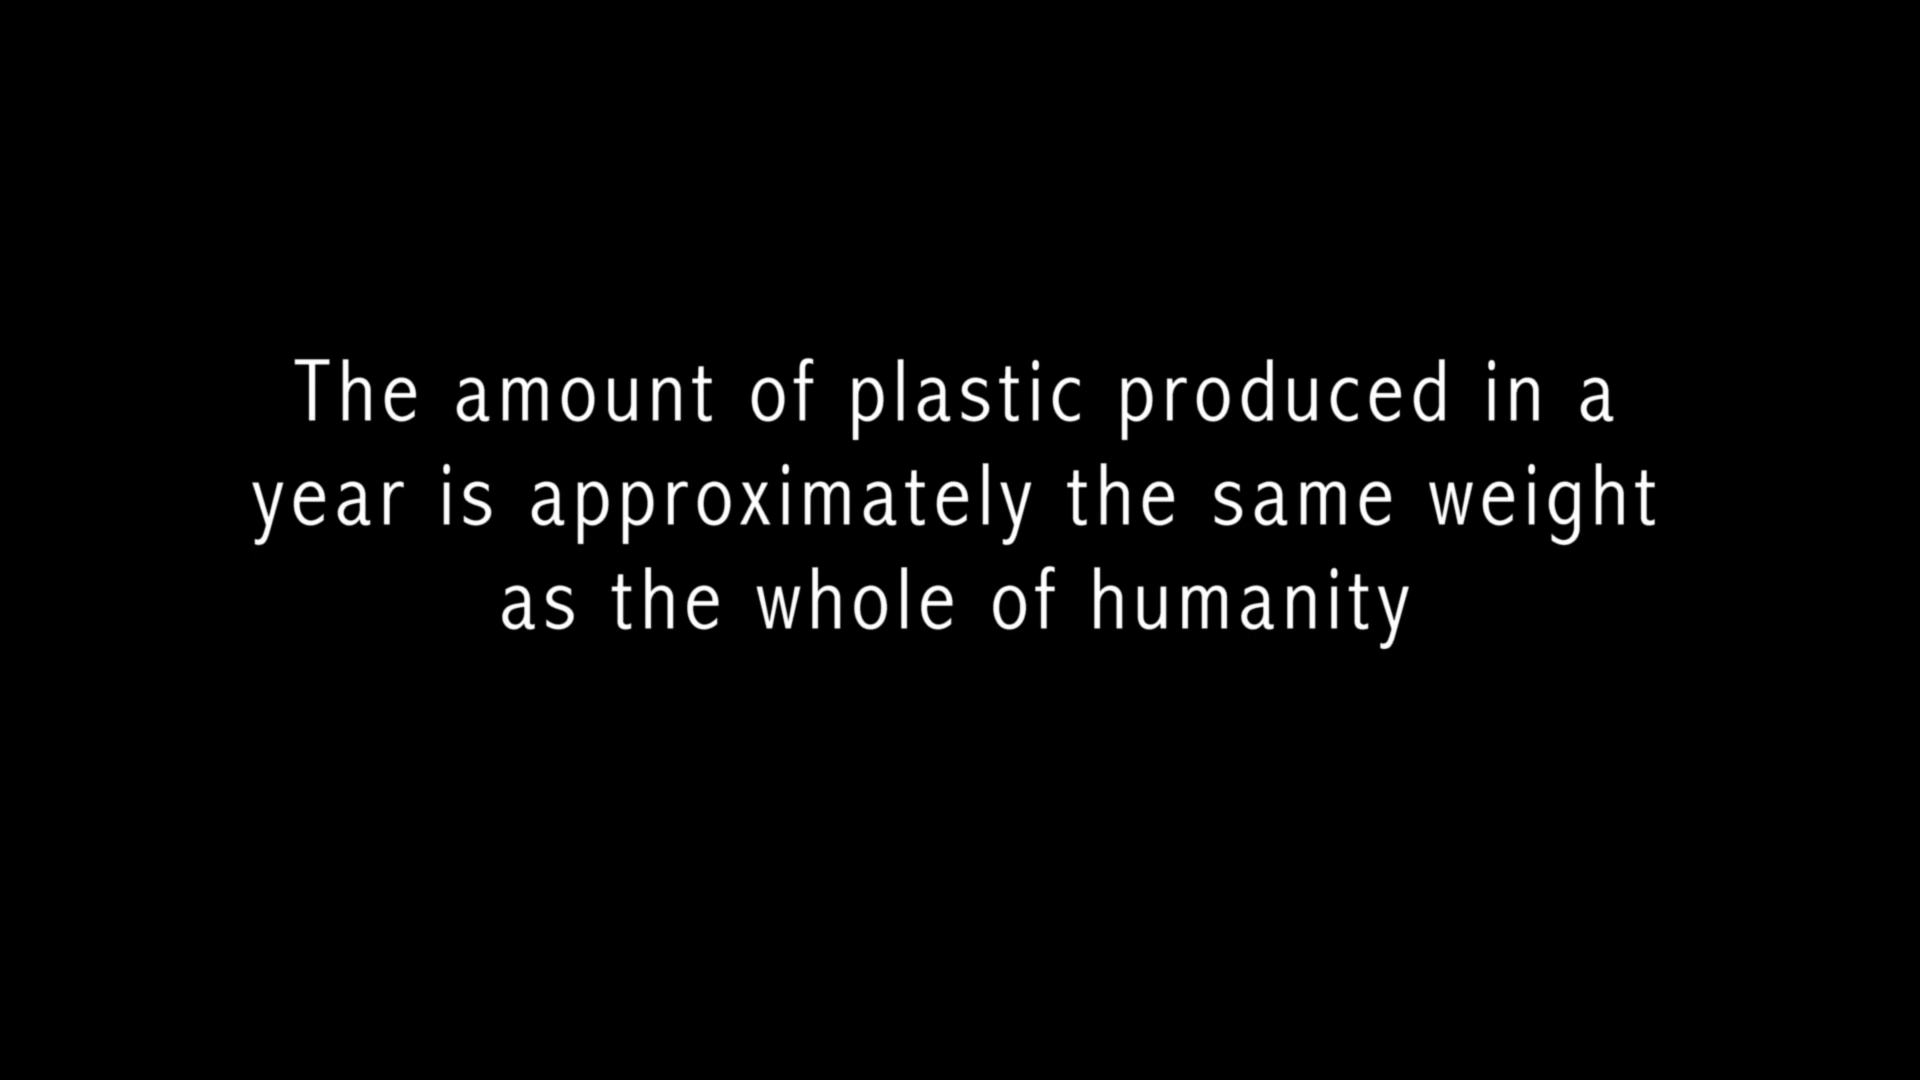 The amount of plastic produced in a
year is approximately the same weight
as the whole of humanity